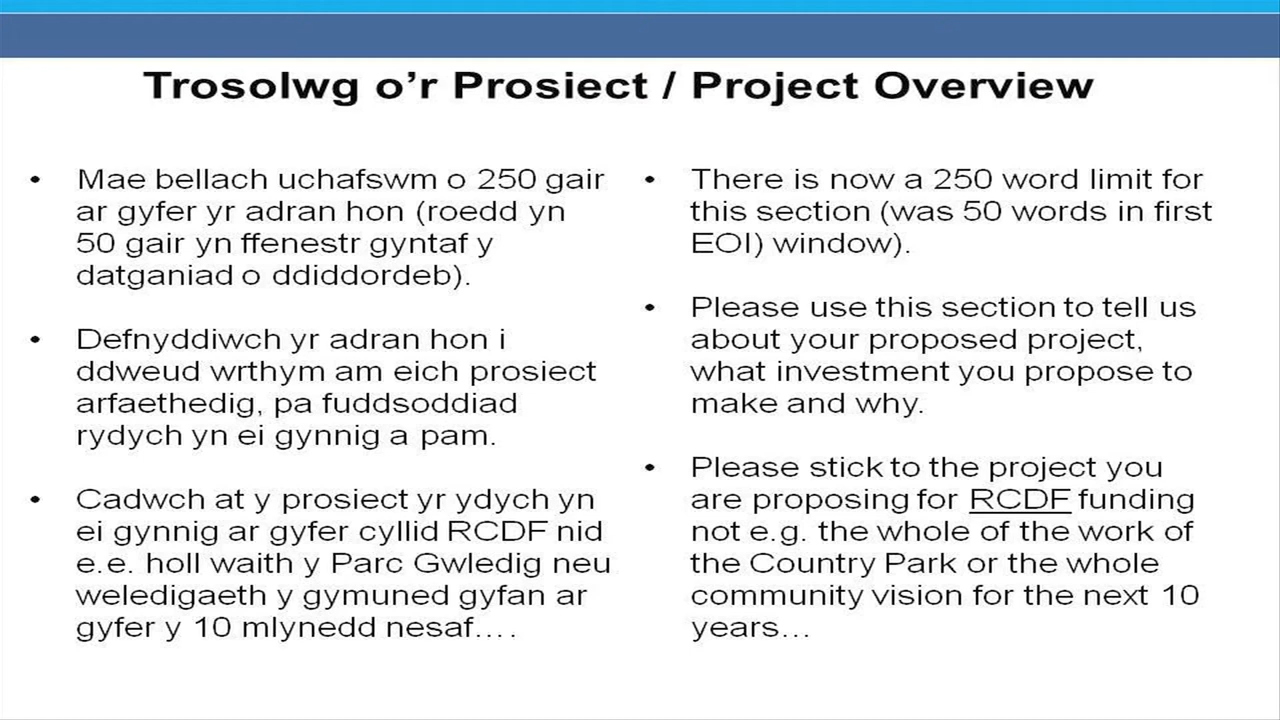 Trosolwg o’r Prosiect / Project Overview
• Mae bellach uchafswm o 250 gair
ar gyfer yr adran hon (roedd yn
50 gair yn ffenestr gyntaf y
datganiad o ddiddordeb).
• Defnyddiwch yr adran hon i
ddweud wrthym am eich prosiect
arfaethedig, pa fuddsoddiad
rydych yn ei gynnig a pam.
• Cadwch at y prosiect yr ydych yn
ei gynnig ar gyfer cyllid RCDF nid
e.e. holl waith y Parc Gwledig neu
weledigaeth y gymuned gyfan ar
gyfer y 10 mlynedd nesaf….
• There is now a 250 word limit for
this section (was 50 words in first
EOI) window).
• Please use this section to tell us
about your proposed project,
what investment you propose to
make and why.
• Please stick to the project you
are proposing for RCDF funding
not e.g. the whole of the work of
the Country Park or the whole
community vision for the next 10
years…